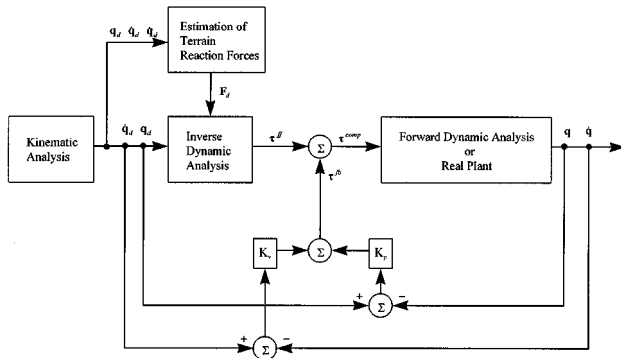 Estimation of
Terrain
Reaction Forces
q_d q̇_d q̈_d
F_d
Kinematic
Analysis
q̇_d q_d
Inverse
Dynamic
Analysis
τ^ff
Σ
τ^comp
Forward Dynamic Analysis
or
Real Plant
q q̇
τ^fb
K_v
Σ
K_p
+ Σ −
+ Σ −